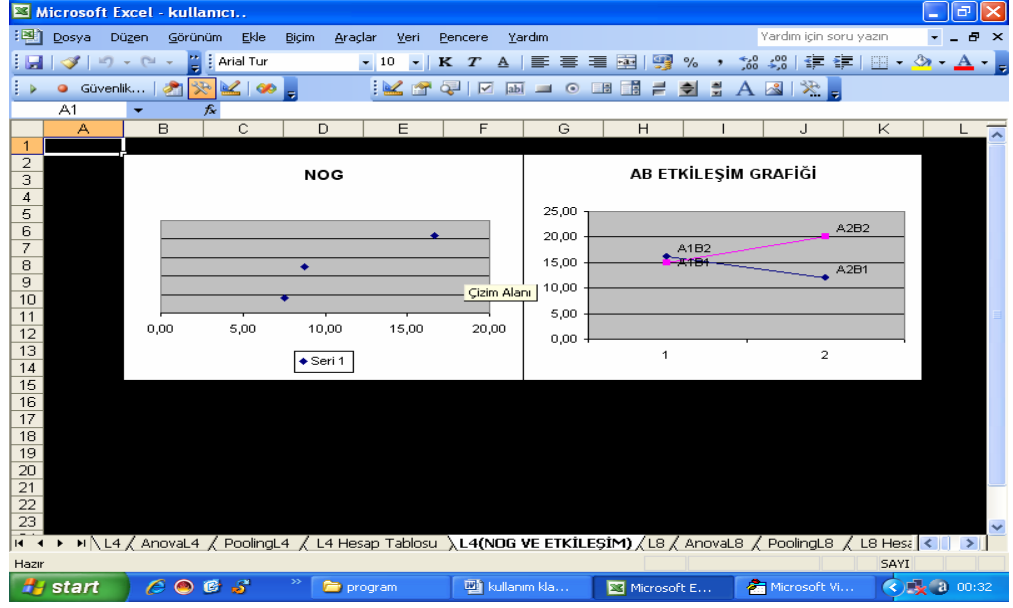 Microsoft Excel - kullanıcı..
Dosya Düzen Görünüm Ekle Biçim Araçlar Veri Pencere Yardım Yardım için soru yazın
Arial Tur 10 K T A % , ,00
Güvenlik... ab A
A1 fx
A B C D E F G H I J K L
1
2
3
4
5
6
7
8
9
10
11
12
13
14
15
16
17
18
19
20
21
22
23
NOG
0,00 5,00 10,00 15,00 20,00
Seri 1
Çizim Alanı
AB ETKİLEŞİM GRAFİĞİ
25,00
20,00
15,00
10,00
5,00
0,00
A2B2
A1B2
A1B1
A2B1
1 2
L4 AnovaL4 PoolingL4 L4 Hesap Tablosu L4(NOG VE ETKİLEŞİM) L8 AnovaL8 PoolingL8 L8 Hesa
Hazır SAYI
start program kullanım kla... Microsoft E... Microsoft Vi... 00:32